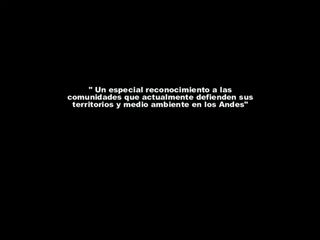 " Un especial reconocimiento a las
comunidades que actualmente defienden sus
territorios y medio ambiente en los Andes"